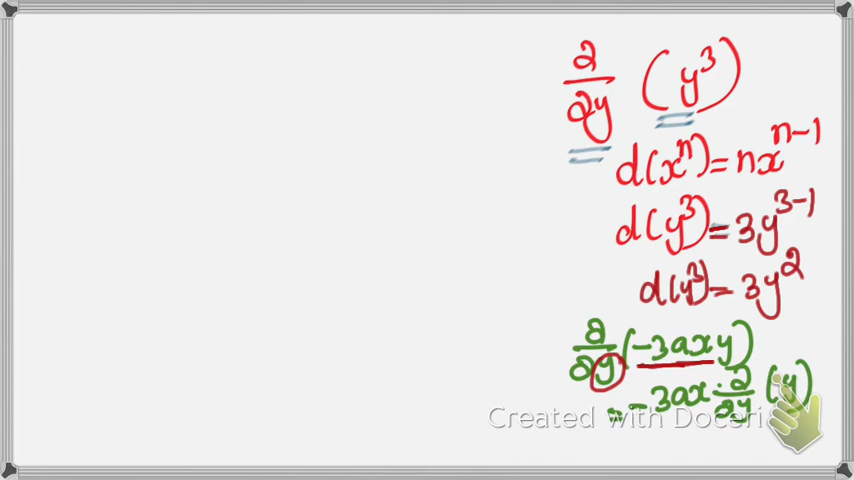 ∂/∂y (y³)
d(xⁿ) = nxⁿ⁻¹
d(y³) = 3y³⁻¹
d(y³) = 3y²
∂/∂y (-3axy)
= -3ax · ∂/∂y (y)
Created with Doceri